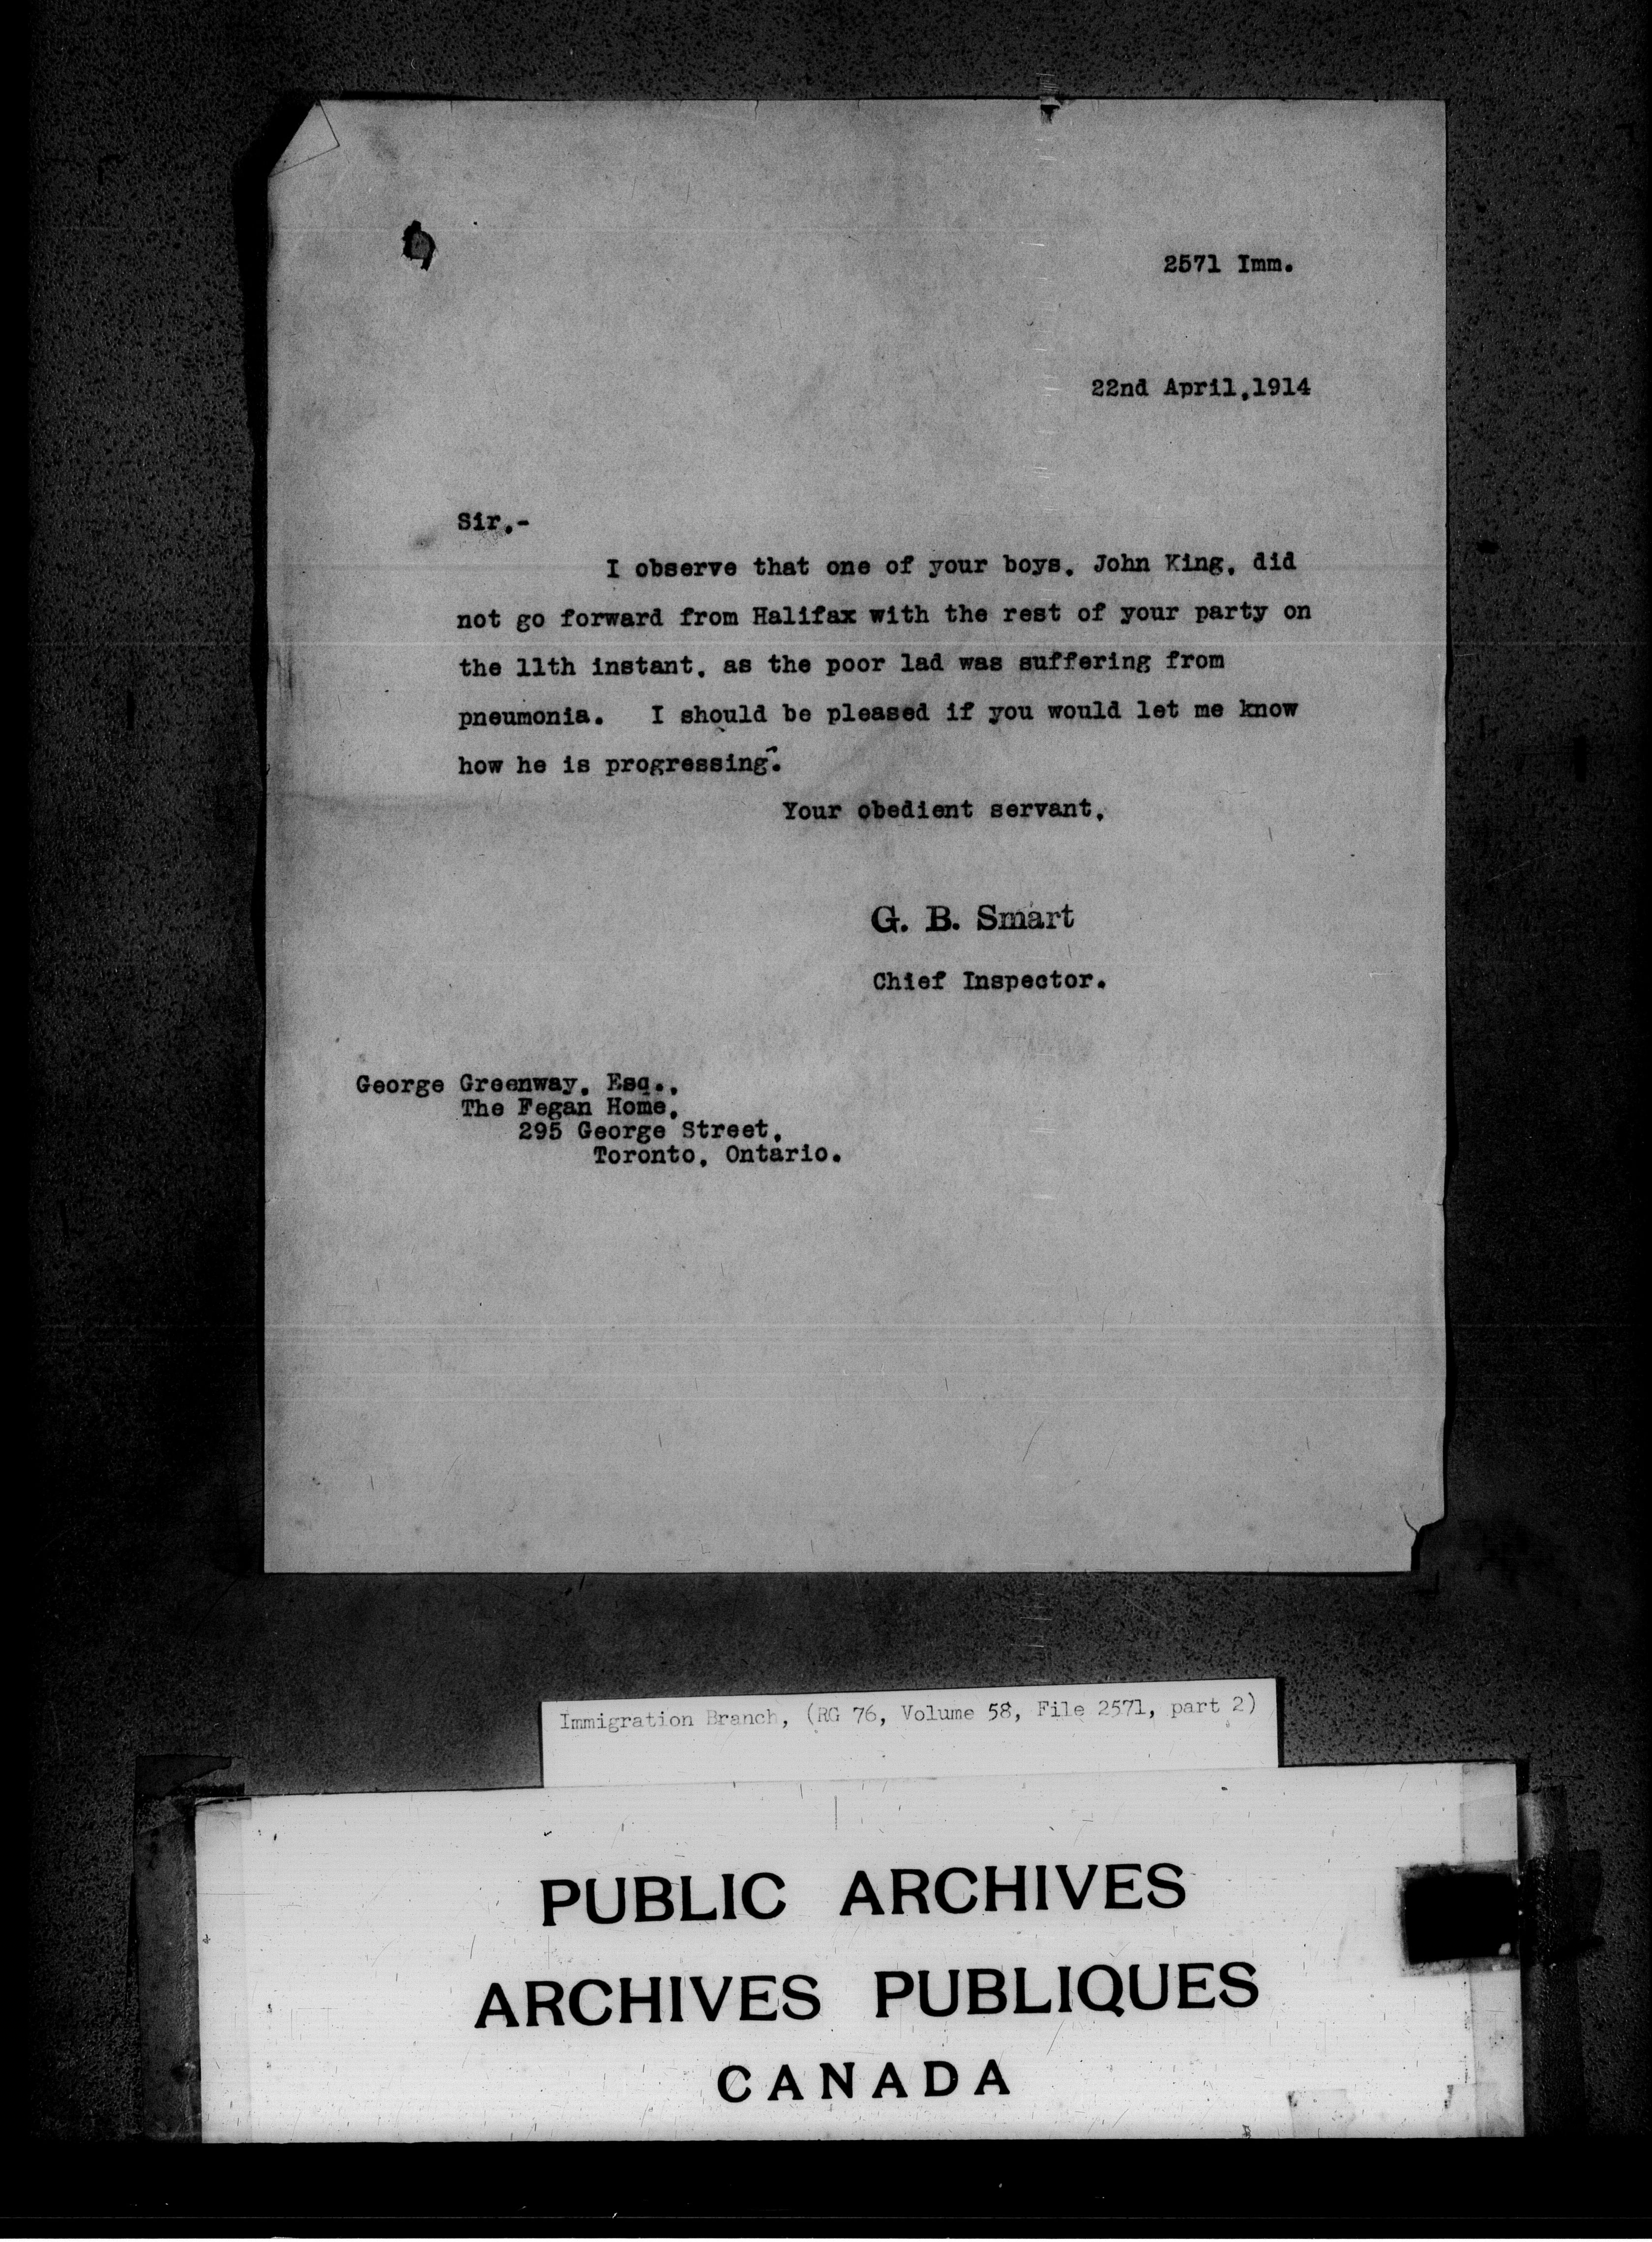 2571 Imm.
22nd April,1914
Sir,-
I observe that one of your boys, John King, did
not go forward from Halifax with the rest of your party on
the 11th instant, as the poor lad was suffering from
pneumonia. I should be pleased if you would let me know
how he is progressing.
Your obedient servant,
G. B. Smart
Chief Inspector.
George Greenway, Esq.,
The Fegan Home,
295 George Street,
Toronto, Ontario.
Immigration Branch, (RG 76, Volume 58, File 2571, part 2)
PUBLIC ARCHIVES
ARCHIVES PUBLIQUES
CANADA